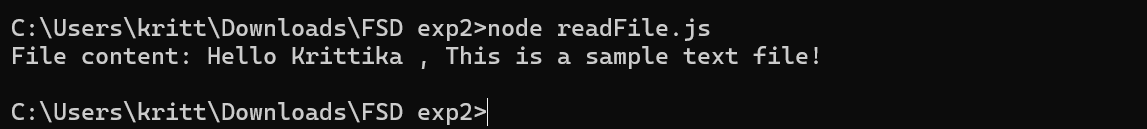 C:\Users\kritt\Downloads\FSD exp2>node readFile.js
File content: Hello Krittika , This is a sample text file!
C:\Users\kritt\Downloads\FSD exp2>